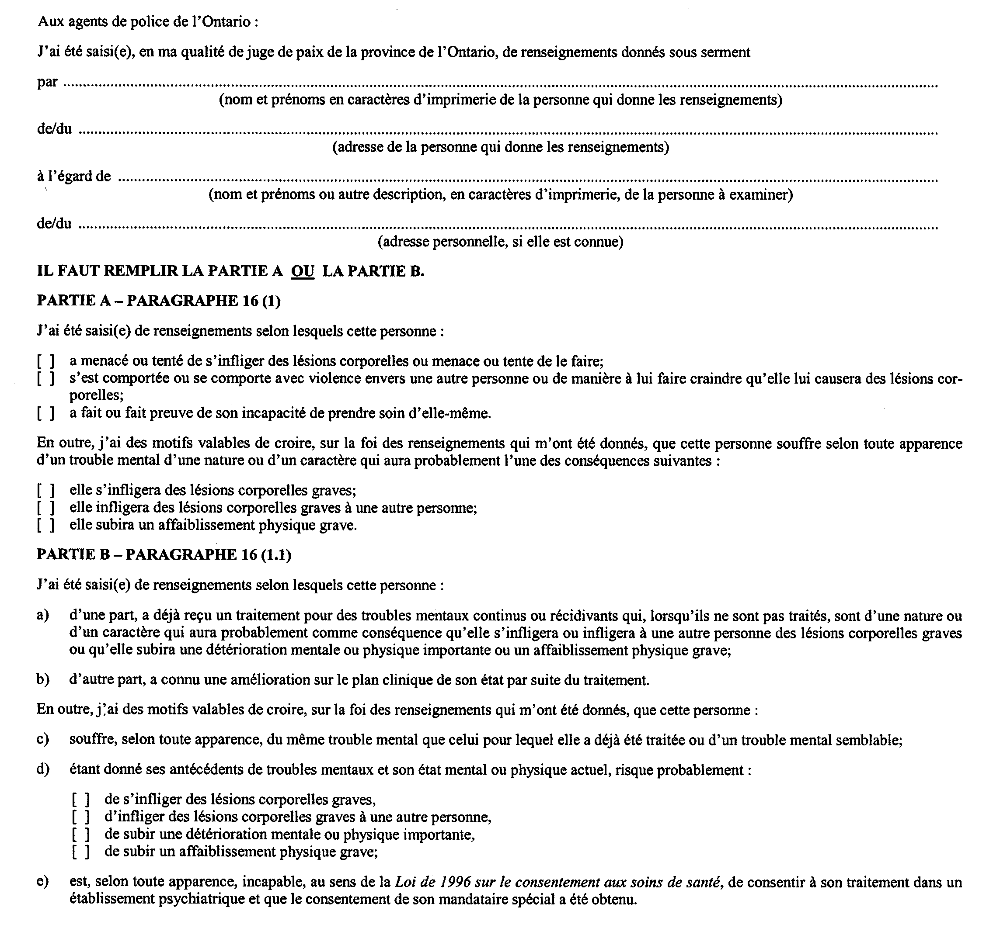 Aux agents de police de l'Ontario :
J'ai été saisi(e), en ma qualité de juge de paix de la province de l'Ontario, de renseignements donnés sous serment
par ................................................................................
(nom et prénoms en caractères d'imprimerie de la personne qui donne les renseignements)
de/du ................................................................................
(adresse de la personne qui donne les renseignements)
à l'égard de ................................................................................
(nom et prénoms ou autre description, en caractères d'imprimerie, de la personne à examiner)
de/du ................................................................................
(adresse personnelle, si elle est connue)
IL FAUT REMPLIR LA PARTIE A OU LA PARTIE B.
PARTIE A – PARAGRAPHE 16 (1)
J'ai été saisi(e) de renseignements selon lesquels cette personne :
[ ] a menacé ou tenté de s'infliger des lésions corporelles ou menace ou tente de le faire;
[ ] s'est comportée ou se comporte avec violence envers une autre personne ou de manière à lui faire craindre qu'elle lui causera des lésions cor-
porelles;
[ ] a fait ou fait preuve de son incapacité de prendre soin d'elle-même.
En outre, j'ai des motifs valables de croire, sur la foi des renseignements qui m'ont été donnés, que cette personne souffre selon toute apparence
d'un trouble mental d'une nature ou d'un caractère qui aura probablement l'une des conséquences suivantes :
[ ] elle s'infligera des lésions corporelles graves;
[ ] elle infligera des lésions corporelles graves à une autre personne;
[ ] elle subira un affaiblissement physique grave.
PARTIE B – PARAGRAPHE 16 (1.1)
J'ai été saisi(e) de renseignements selon lesquels cette personne :
a) d'une part, a déjà reçu un traitement pour des troubles mentaux continus ou récidivants qui, lorsqu'ils ne sont pas traités, sont d'une nature ou
d'un caractère qui aura probablement comme conséquence qu'elle s'infligera ou infligera à une autre personne des lésions corporelles graves
ou qu'elle subira une détérioration mentale ou physique importante ou un affaiblissement physique grave;
b) d'autre part, a connu une amélioration sur le plan clinique de son état par suite du traitement.
En outre, j'ai des motifs valables de croire, sur la foi des renseignements qui m'ont été donnés, que cette personne :
c) souffre, selon toute apparence, du même trouble mental que celui pour lequel elle a déjà été traitée ou d'un trouble mental semblable;
d) étant donné ses antécédents de troubles mentaux et son état mental ou physique actuel, risque probablement :
[ ] de s'infliger des lésions corporelles graves,
[ ] d'infliger des lésions corporelles graves à une autre personne,
[ ] de subir une détérioration mentale ou physique importante,
[ ] de subir un affaiblissement physique grave;
e) est, selon toute apparence, incapable, au sens de la Loi de 1996 sur le consentement aux soins de santé, de consentir à son traitement dans un
établissement psychiatrique et que le consentement de son mandataire spécial a été obtenu.